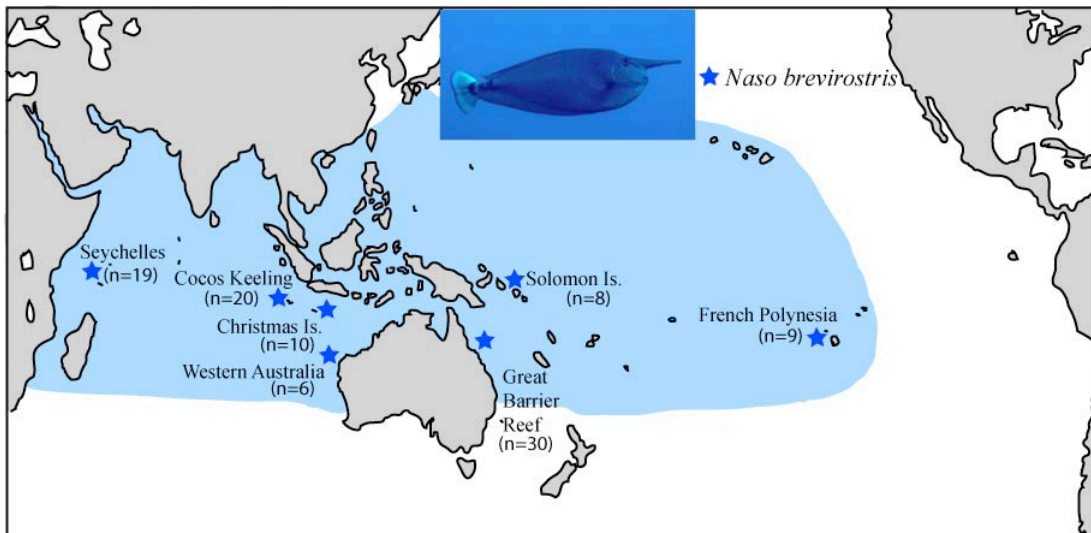 Naso brevirostris
Seychelles
(n=19)
Cocos Keeling
(n=20)
Christmas Is.
(n=10)
Western Australia
(n=6)
Solomon Is.
(n=8)
French Polynesia
(n=9)
Great
Barrier
Reef
(n=30)